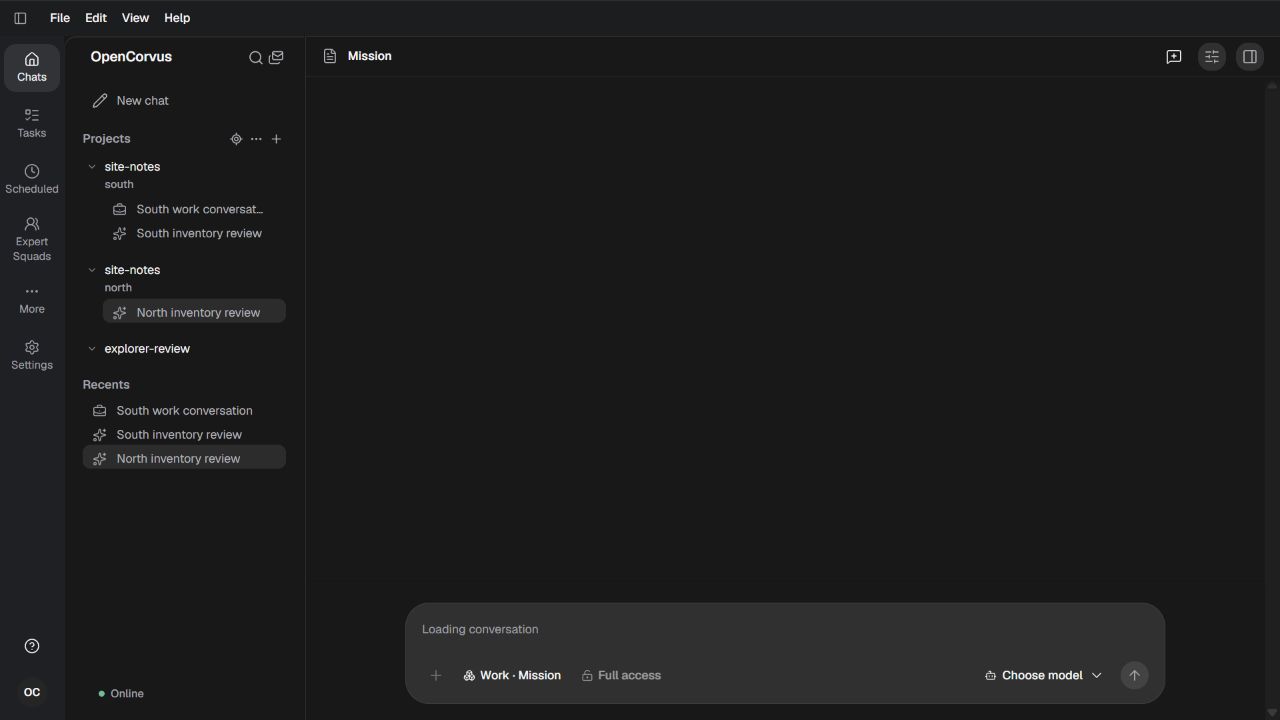 File Edit View Help
OpenCorvus
Mission
Chats
New chat
Tasks
Projects
site-notes
south
Scheduled
South work conversat...
South inventory review
Expert
Squads
site-notes
north
More
North inventory review
explorer-review
Settings
Recents
South work conversation
South inventory review
North inventory review
Loading conversation
Work · Mission
Full access
Choose model
OC
Online